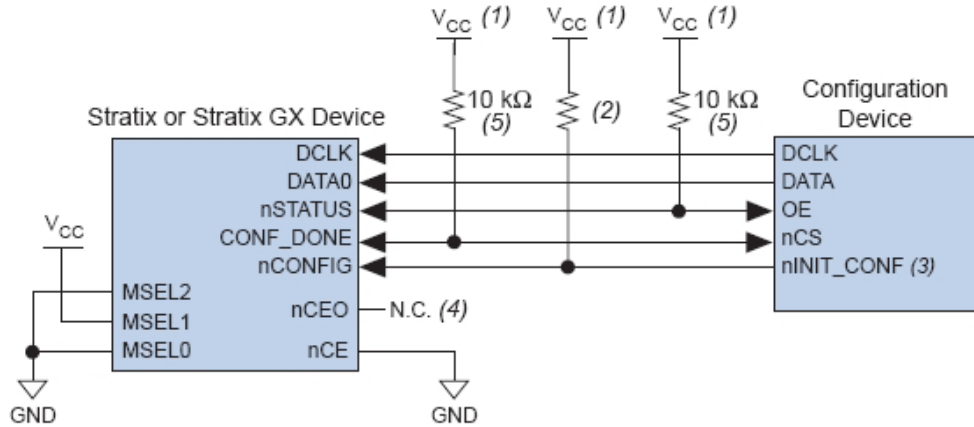 VCC (1)
VCC (1)
VCC (1)
10 kΩ
(5)
(2)
10 kΩ
(5)
Stratix or Stratix GX Device
Configuration
Device
DCLK
DATA0
nSTATUS
CONF_DONE
nCONFIG
nCEO
nCE
VCC
MSEL2
MSEL1
MSEL0
GND
N.C. (4)
GND
DCLK
DATA
OE
nCS
nINIT_CONF (3)